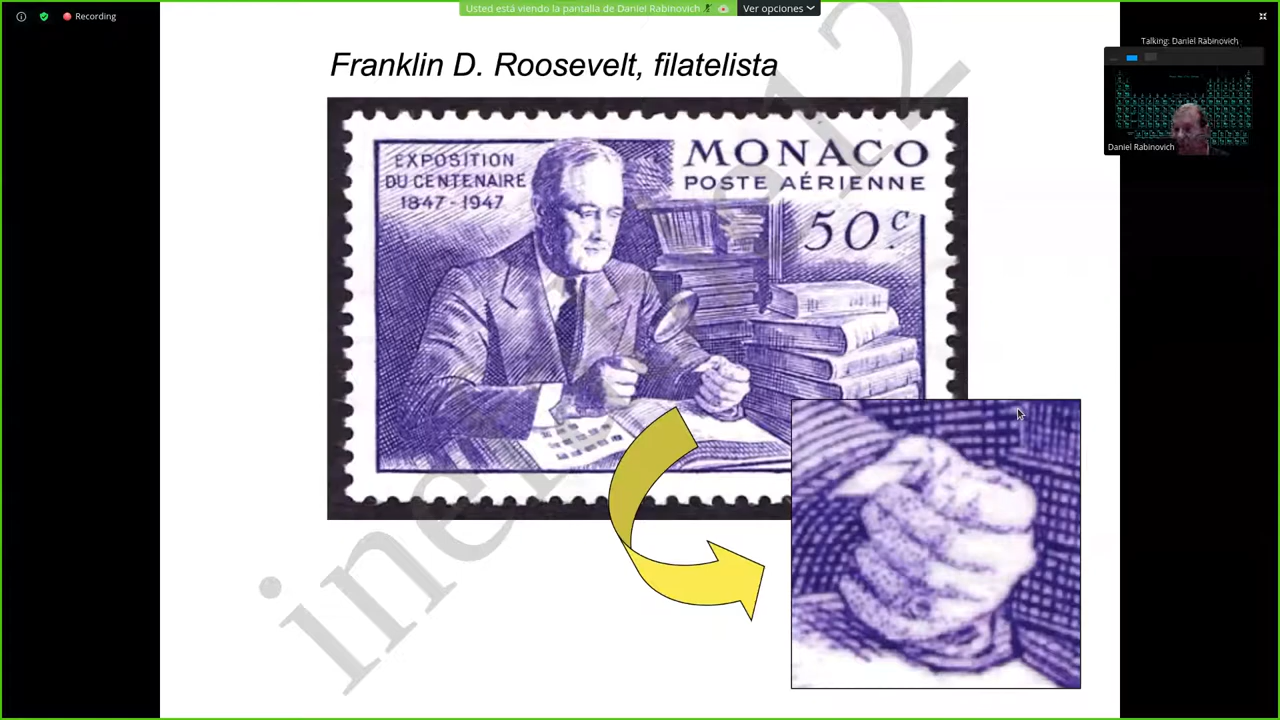 Recording
Usted está viendo la pantalla de Daniel Rabinovich
Ver opciones
Talking: Daniel Rabinovich
Daniel Rabinovich
Franklin D. Roosevelt, filatelista
EXPOSITION
DU CENTENAIRE
1847-1947
MONACO
POSTE AÉRIENNE
50c.